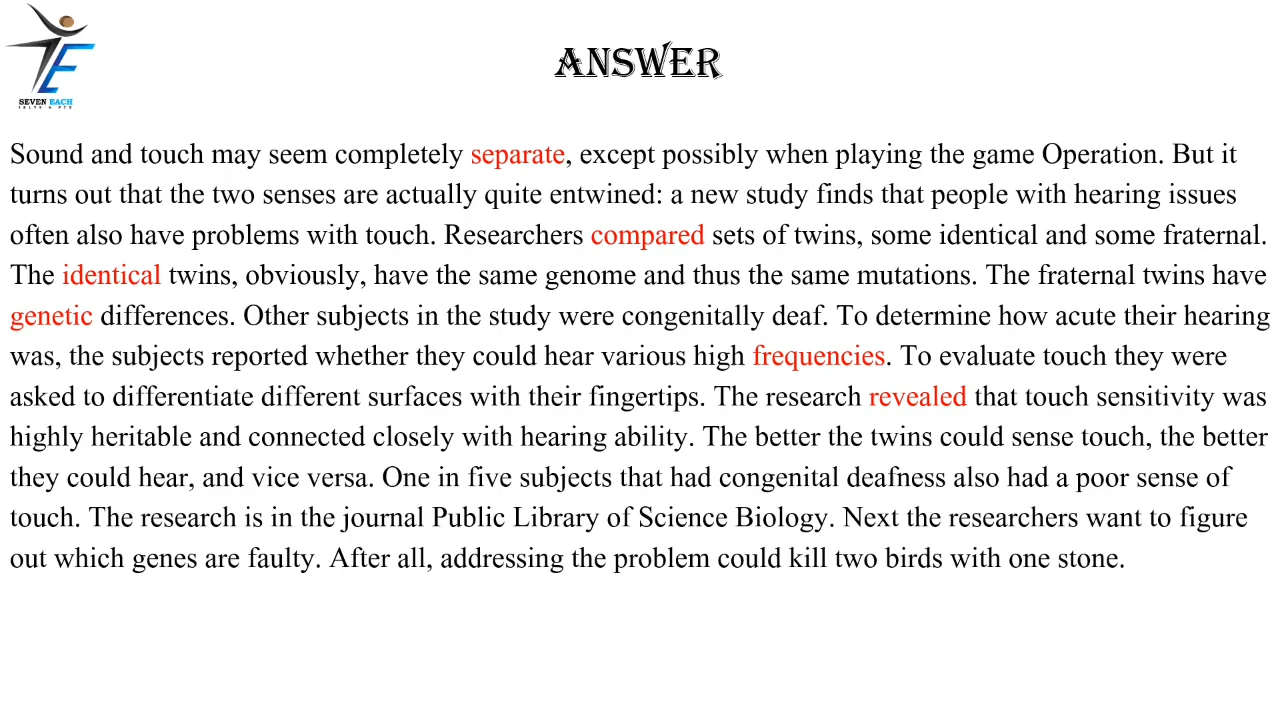 SEVEN EACH
IELTS & PTE
ANSWER
Sound and touch may seem completely separate, except possibly when playing the game Operation. But it
turns out that the two senses are actually quite entwined: a new study finds that people with hearing issues
often also have problems with touch. Researchers compared sets of twins, some identical and some fraternal.
The identical twins, obviously, have the same genome and thus the same mutations. The fraternal twins have
genetic differences. Other subjects in the study were congenitally deaf. To determine how acute their hearing
was, the subjects reported whether they could hear various high frequencies. To evaluate touch they were
asked to differentiate different surfaces with their fingertips. The research revealed that touch sensitivity was
highly heritable and connected closely with hearing ability. The better the twins could sense touch, the better
they could hear, and vice versa. One in five subjects that had congenital deafness also had a poor sense of
touch. The research is in the journal Public Library of Science Biology. Next the researchers want to figure
out which genes are faulty. After all, addressing the problem could kill two birds with one stone.